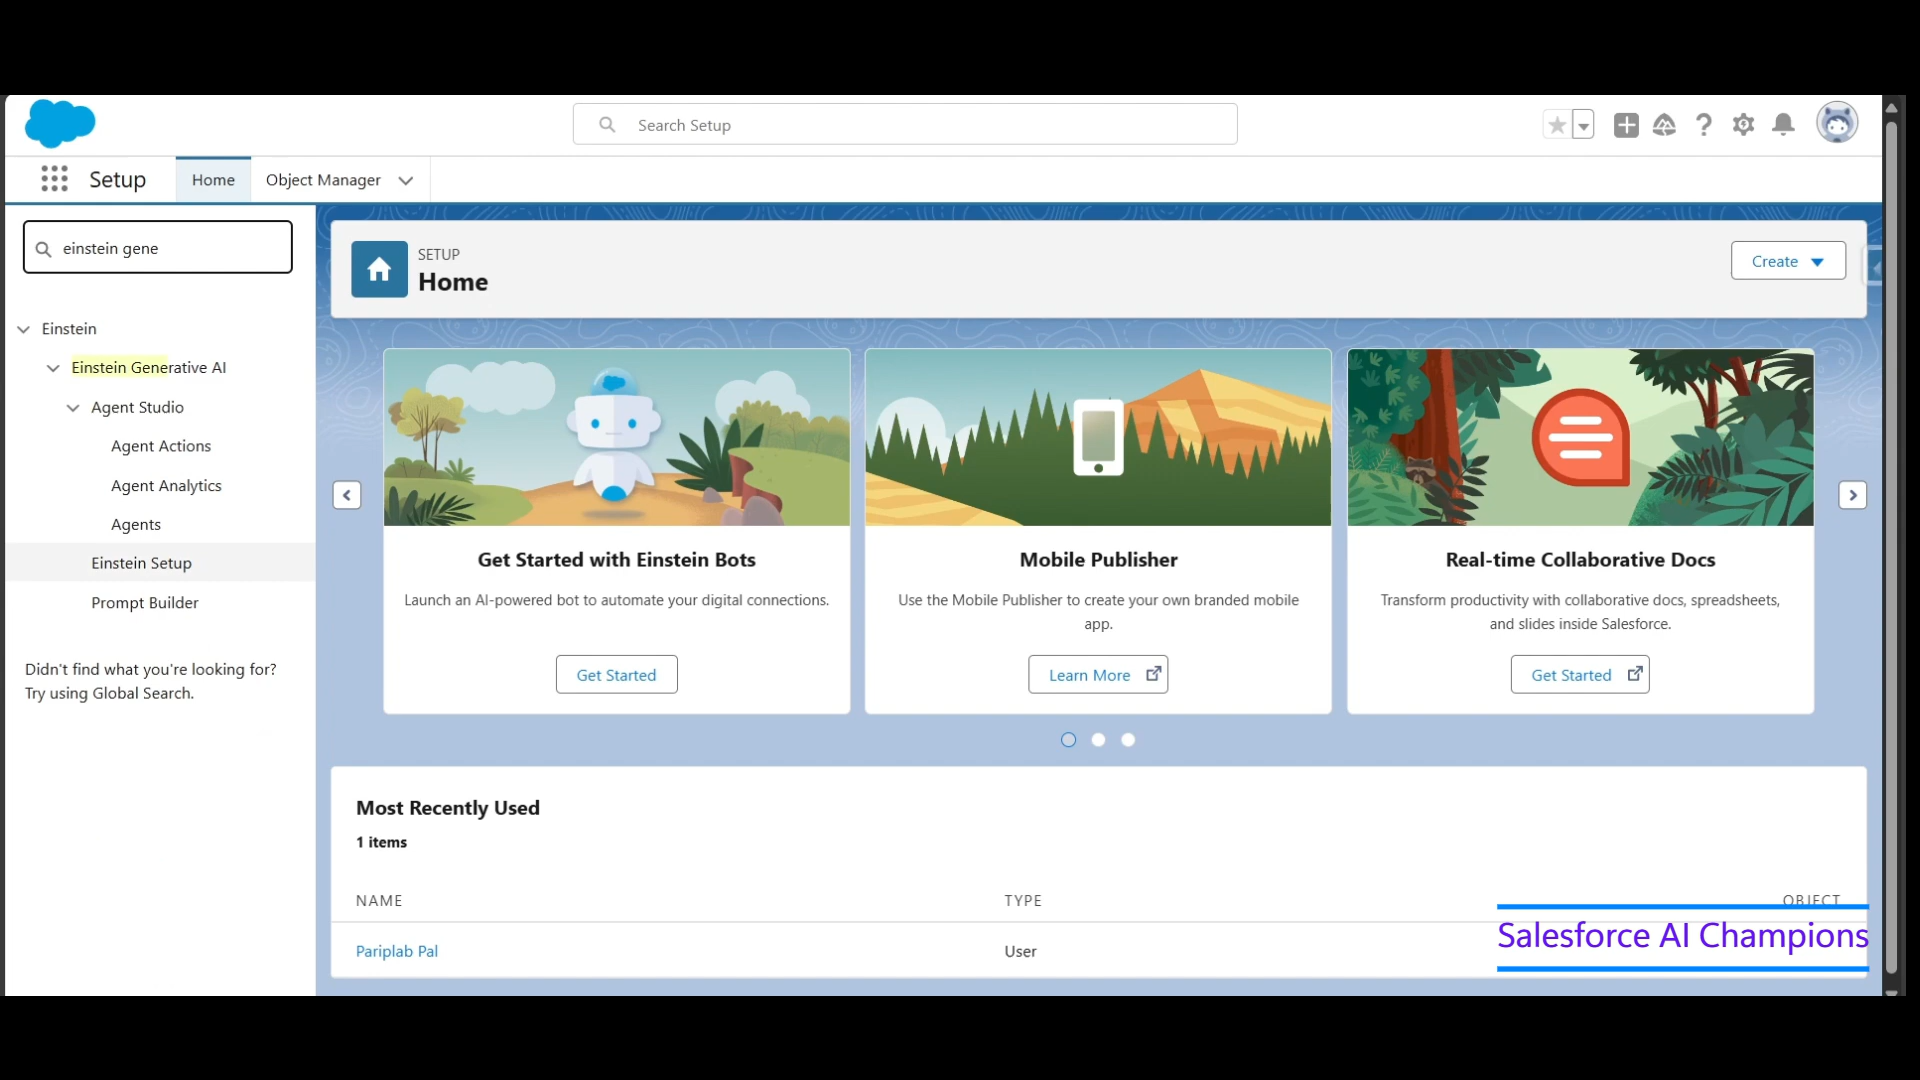 Search Setup
Setup
Home
Object Manager
einstein gene
Einstein
Einstein Generative AI
Agent Studio
Agent Actions
Agent Analytics
Agents
Einstein Setup
Prompt Builder
Didn't find what you're looking for?
Try using Global Search.
SETUP
Home
Create
Get Started with Einstein Bots
Launch an AI-powered bot to automate your digital connections.
Get Started
Mobile Publisher
Use the Mobile Publisher to create your own branded mobile
app.
Learn More
Real-time Collaborative Docs
Transform productivity with collaborative docs, spreadsheets,
and slides inside Salesforce.
Get Started
Most Recently Used
1 items
NAME TYPE OBJECT
Pariplab Pal User
Salesforce AI Champions